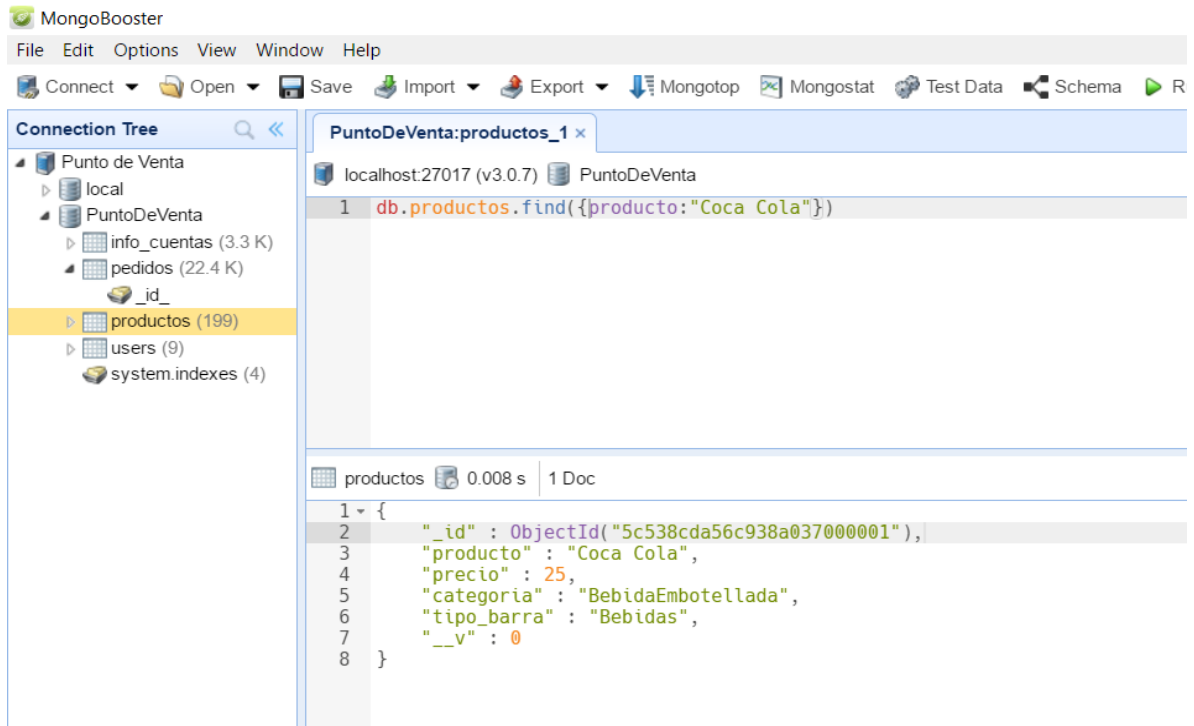 MongoBooster
File Edit Options View Window Help
Connect Open Save Import Export Mongotop Mongostat Test Data Schema R
Connection Tree
Punto de Venta
local
PuntoDeVenta
info_cuentas (3.3 K)
pedidos (22.4 K)
_id_
productos (199)
users (9)
system.indexes (4)
PuntoDeVenta:productos_1 ×
localhost:27017 (v3.0.7) PuntoDeVenta
1 db.productos.find({producto:"Coca Cola"})
productos 0.008 s 1 Doc
1 {
2 "_id" : ObjectId("5c538cda56c938a037000001"),
3 "producto" : "Coca Cola",
4 "precio" : 25,
5 "categoria" : "BebidaEmbotellada",
6 "tipo_barra" : "Bebidas",
7 "__v" : 0
8 }